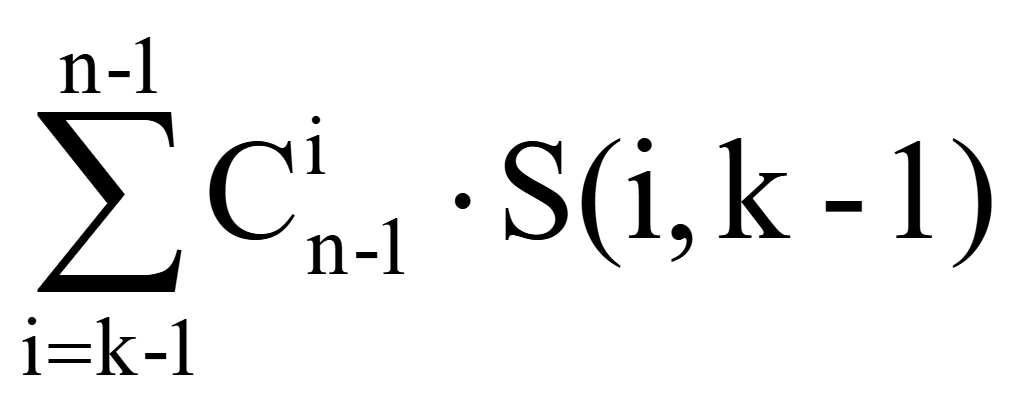 n-1
∑ C^i_{n-1} · S(i, k - 1)
i=k-1